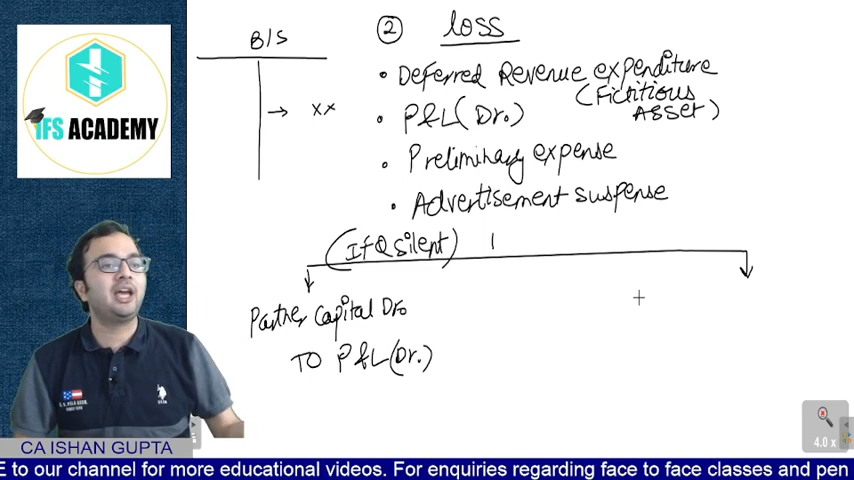 iFS ACADEMY
B/S
→ xx
② Loss
• Deferred Revenue expenditure
(Fictitious
ASSET)
• P&L (Dr.)
• Preliminary expense
• Advertisement suspense
(If Q silent)
Partner Capital Dr.
TO P&L (Dr.)
4.0 x
CA ISHAN GUPTA
E to our channel for more educational videos. For enquiries regarding face to face classes and pen